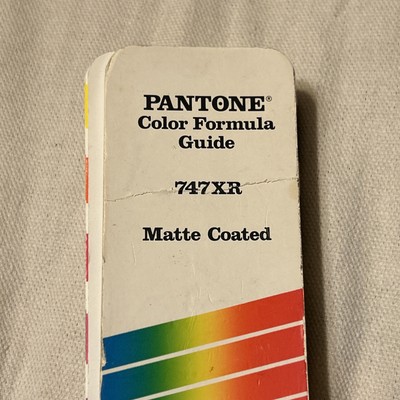 PANTONE®
Color Formula
Guide
747XR
Matte Coated